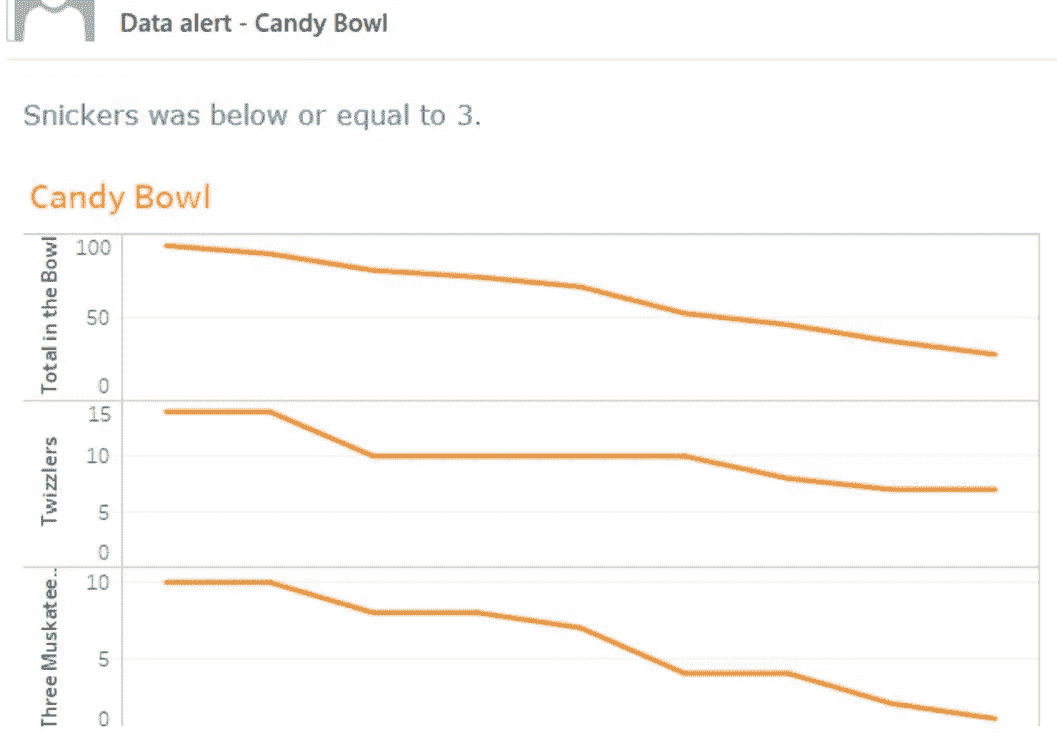 Data alert - Candy Bowl
Snickers was below or equal to 3.
Candy Bowl
Total in the Bowl
100
50
0
Twizzlers
15
10
5
0
Three Muskatee..
10
5
0